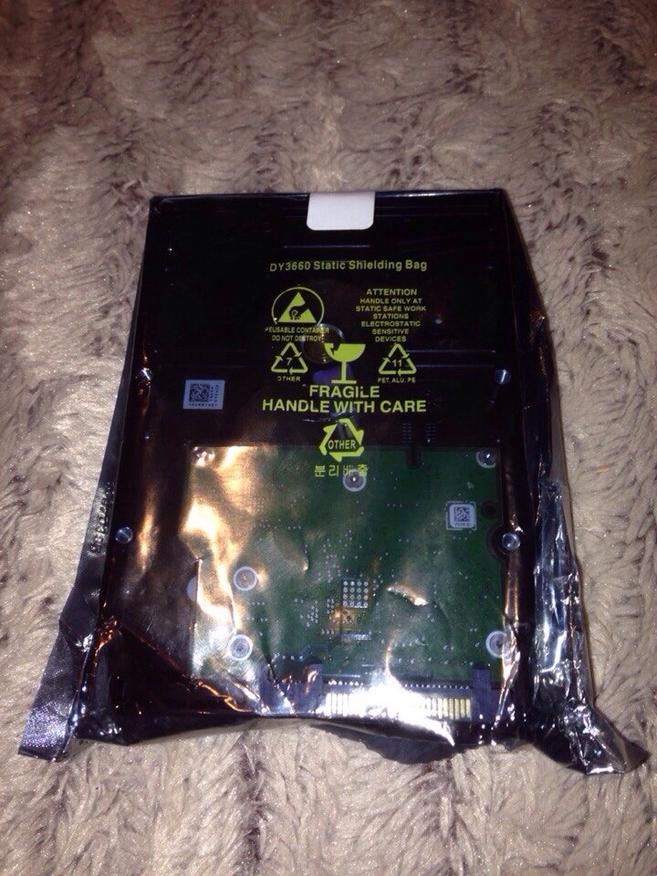 DY3660 Static Shielding Bag
REUSABLE CONTAINER
DO NOT DESTROY
ATTENTION
HANDLE ONLY AT
STATIC SAFE WORK
STATIONS
ELECTROSTATIC
SENSITIVE
DEVICES
7
OTHER
11
PET, ALU, PE
FRAGILE
HANDLE WITH CARE
OTHER
분리배출